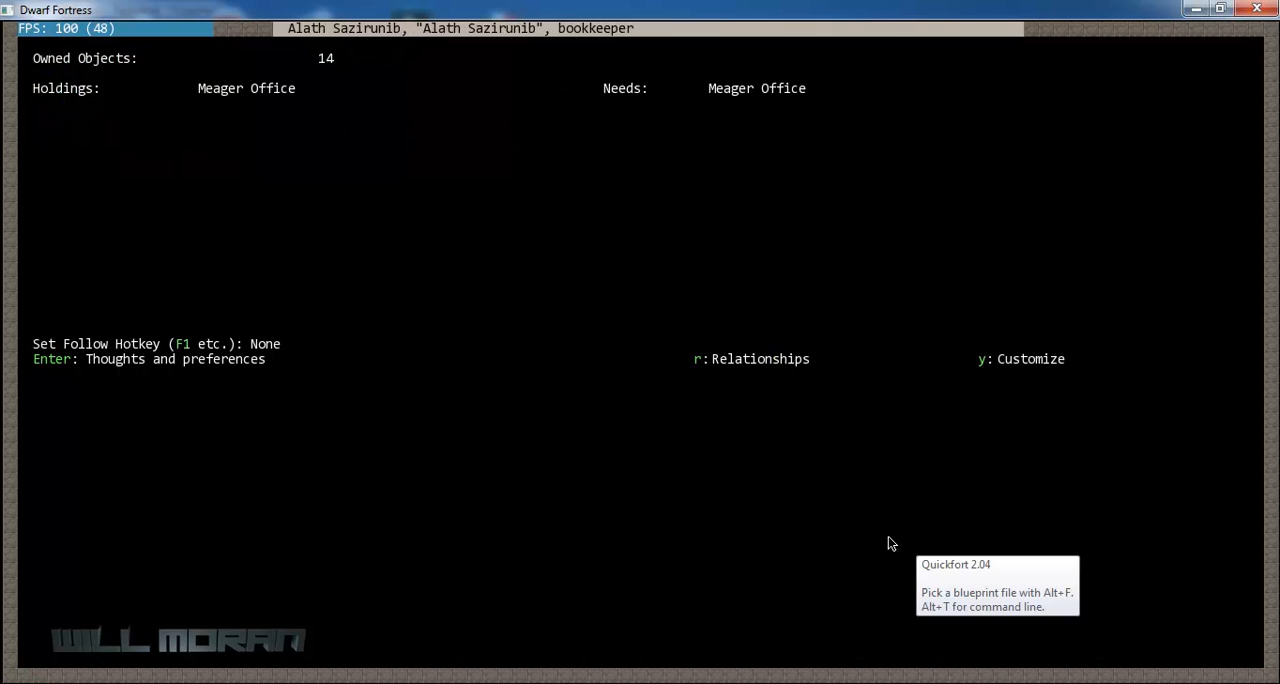 Dwarf Fortress
FPS: 100 (48)
Alath Sazirunib, "Alath Sazirunib", bookkeeper
Owned Objects: 14
Holdings: Meager Office Needs: Meager Office
Set Follow Hotkey (F1 etc.): None
Enter: Thoughts and preferences r:Relationships y: Customize
Quickfort 2.04
Pick a blueprint file with Alt+F.
Alt+T for command line.
WILL MORAN